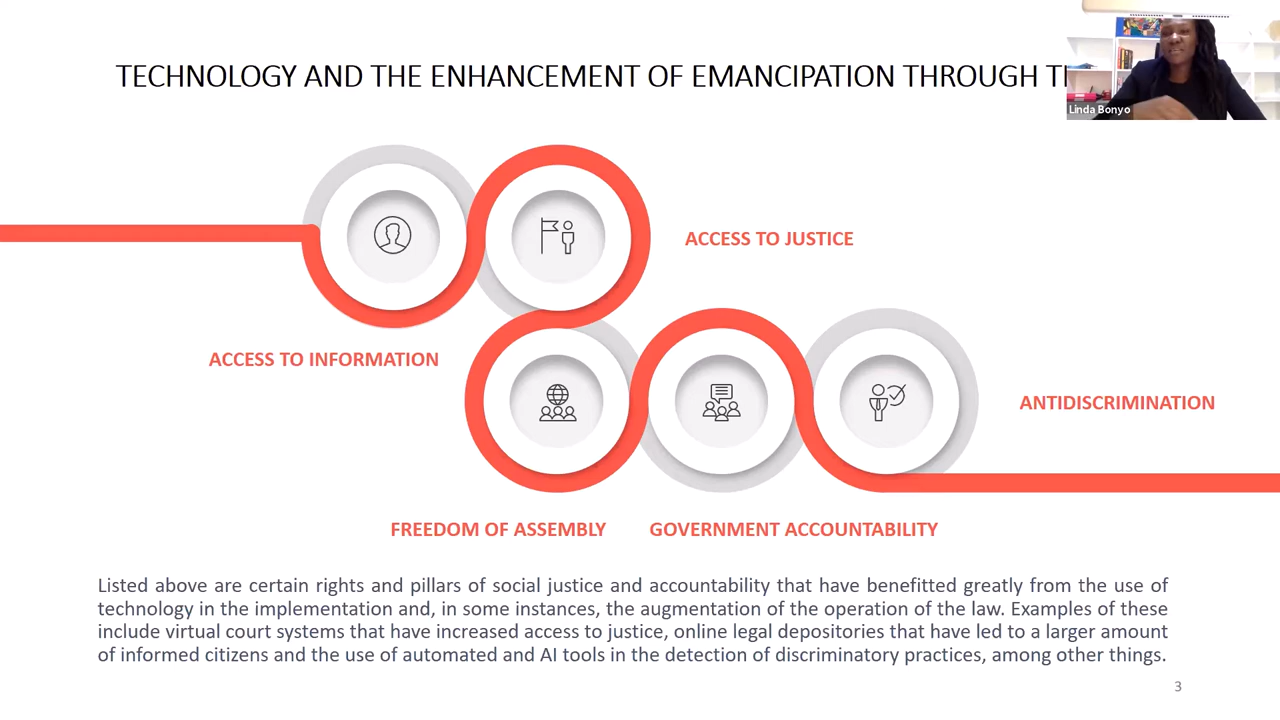 TECHNOLOGY AND THE ENHANCEMENT OF EMANCIPATION THROUGH
Linda Bonyo
ACCESS TO JUSTICE
ACCESS TO INFORMATION
ANTIDISCRIMINATION
FREEDOM OF ASSEMBLY
GOVERNMENT ACCOUNTABILITY
Listed above are certain rights and pillars of social justice and accountability that have benefitted greatly from the use of
technology in the implementation and, in some instances, the augmentation of the operation of the law. Examples of these
include virtual court systems that have increased access to justice, online legal depositories that have led to a larger amount
of informed citizens and the use of automated and AI tools in the detection of discriminatory practices, among other things.
3